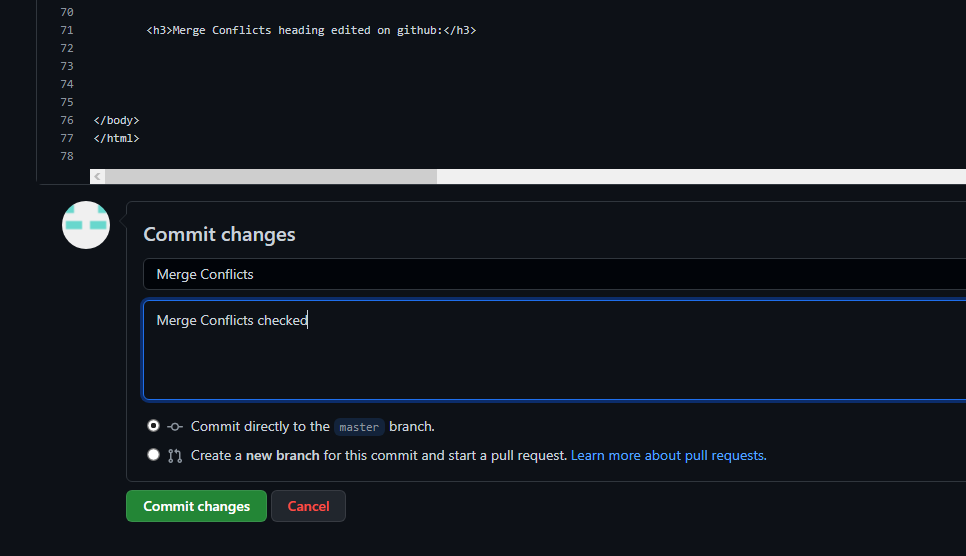 70
71 <h3>Merge Conflicts heading edited on github:</h3>
72
73
74
75
76 </body>
77 </html>
78
Commit changes
Merge Conflicts
Merge Conflicts checked
Commit directly to the master branch.
Create a new branch for this commit and start a pull request. Learn more about pull requests.
Commit changes Cancel